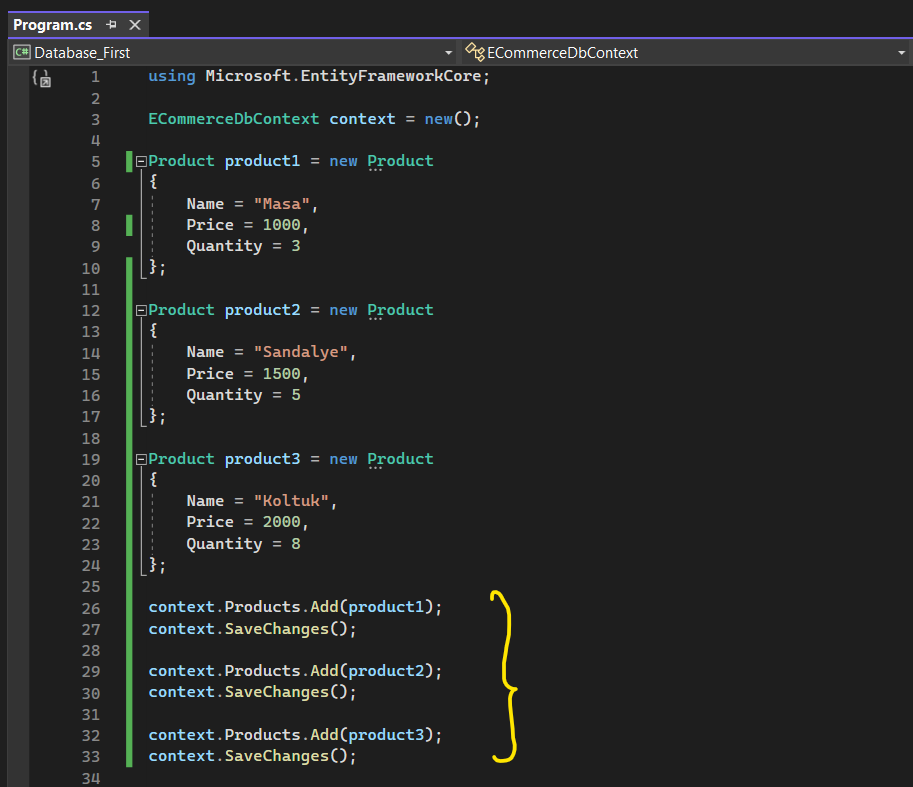 Program.cs
C# Database_First
ECommerceDbContext
1 using Microsoft.EntityFrameworkCore;
2
3 ECommerceDbContext context = new();
4
5 Product product1 = new Product
6 {
7 Name = "Masa",
8 Price = 1000,
9 Quantity = 3
10 };
11
12 Product product2 = new Product
13 {
14 Name = "Sandalye",
15 Price = 1500,
16 Quantity = 5
17 };
18
19 Product product3 = new Product
20 {
21 Name = "Koltuk",
22 Price = 2000,
23 Quantity = 8
24 };
25
26 context.Products.Add(product1);
27 context.SaveChanges();
28
29 context.Products.Add(product2);
30 context.SaveChanges();
31
32 context.Products.Add(product3);
33 context.SaveChanges();
34